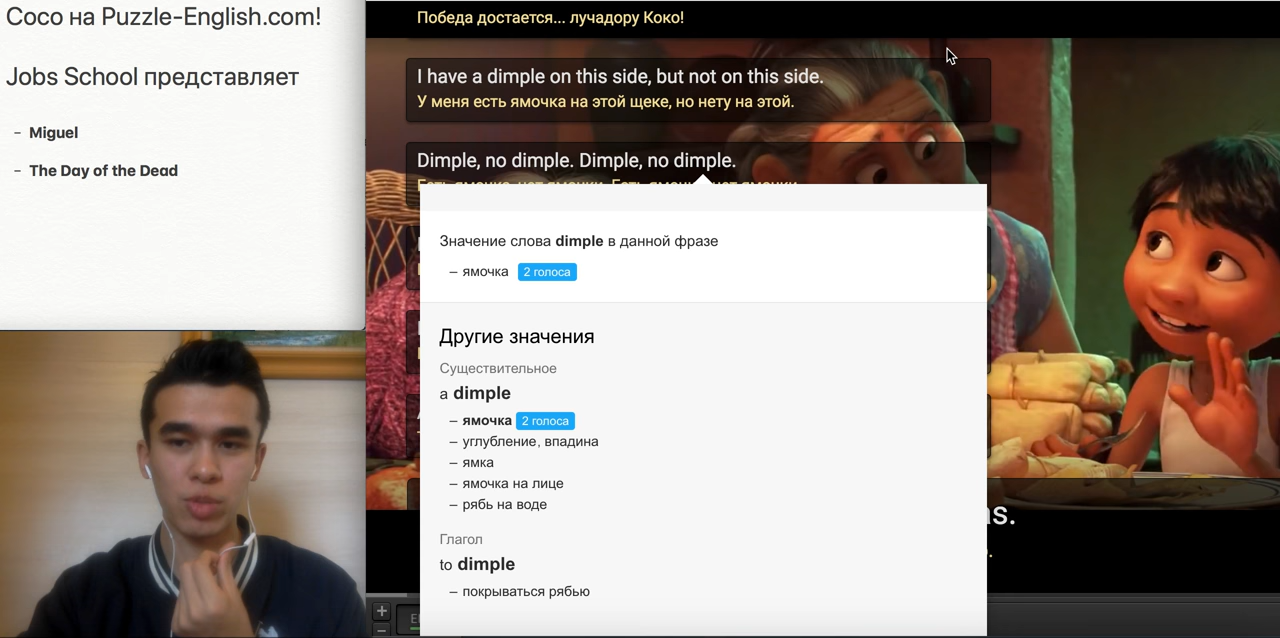 Coco на Puzzle-English.com!
Jobs School представляет
– Miguel
– The Day of the Dead
Победа достается... лучадору Коко!
I have a dimple on this side, but not on this side.
У меня есть ямочка на этой щеке, но нету на этой.
Dimple, no dimple. Dimple, no dimple.
Значение слова dimple в данной фразе
– ямочка 2 голоса
Другие значения
Существительное
a dimple
– ямочка 2 голоса
– углубление, впадина
– ямка
– ямочка на лице
– рябь на воде
Глагол
to dimple
– покрываться рябью